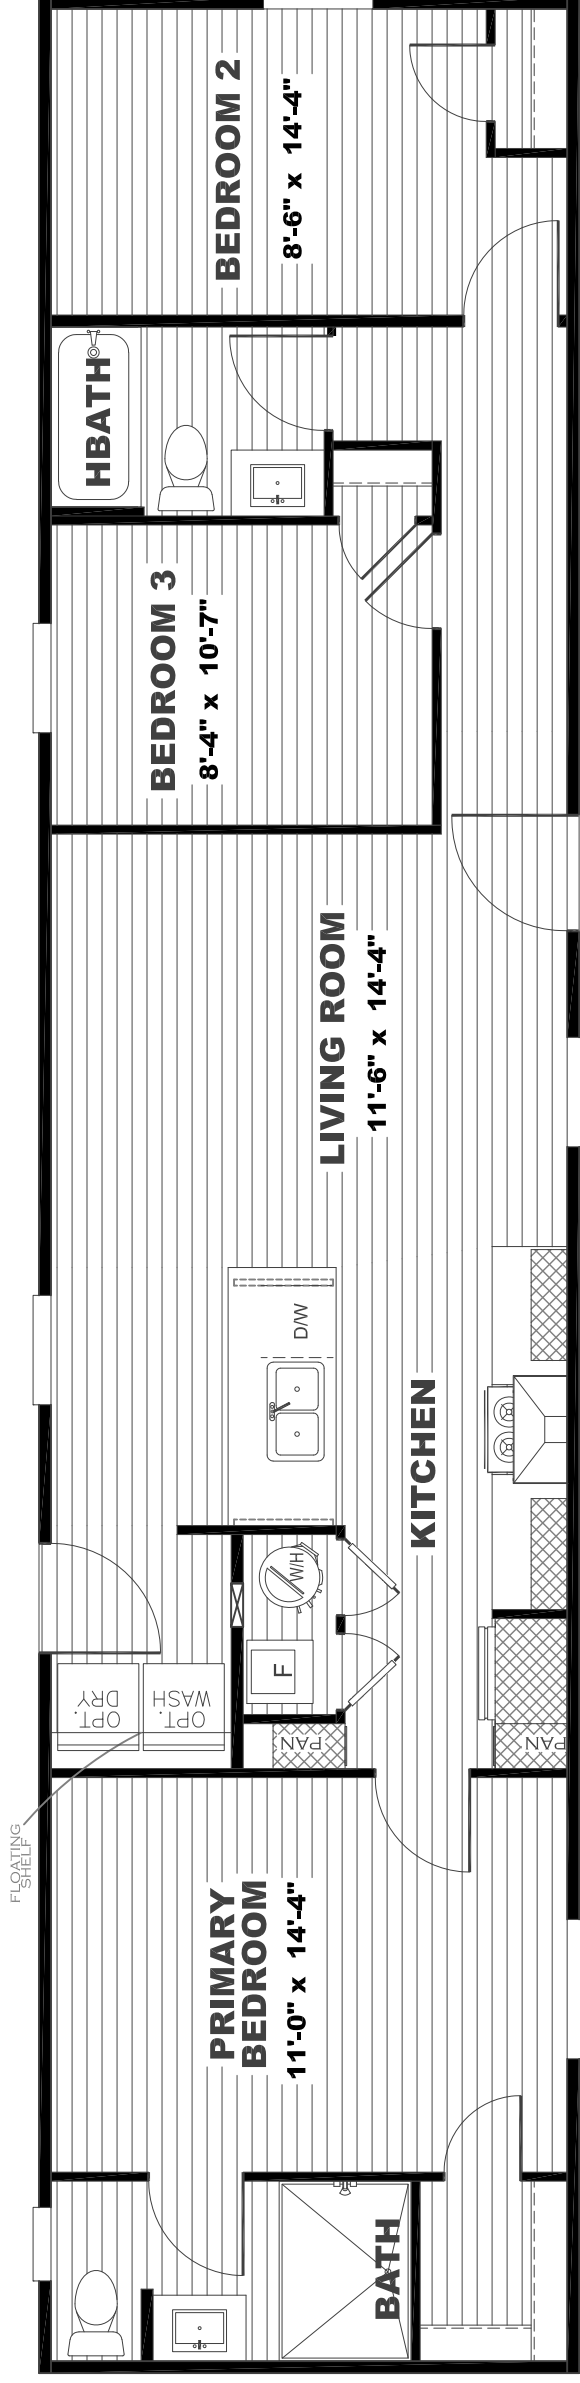 BEDROOM 2
8'-6" x 14'-4"
HBATH
BEDROOM 3
8'-4" x 10'-7"
LIVING ROOM
11'-6" x 14'-4"
D/W
KITCHEN
W/H
F
OPT.
DRY
OPT.
WASH
PAN
PAN
FLOATING
SHELF
PRIMARY
BEDROOM
11'-0" x 14'-4"
BATH